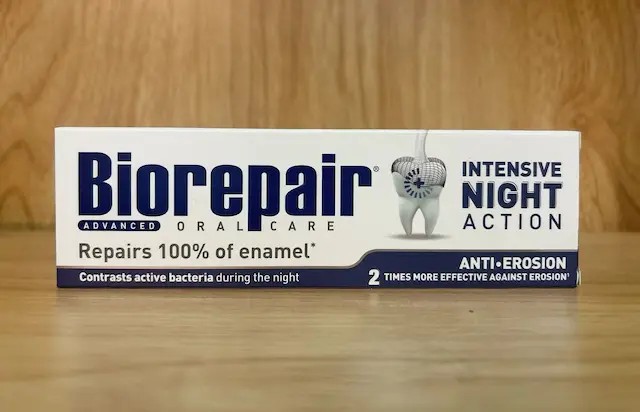 Biorepair®
ADVANCED ORAL CARE
Repairs 100% of enamel*
Contrasts active bacteria during the night
INTENSIVE
NIGHT
ACTION
ANTI•EROSION
2 TIMES MORE EFFECTIVE AGAINST EROSION¹